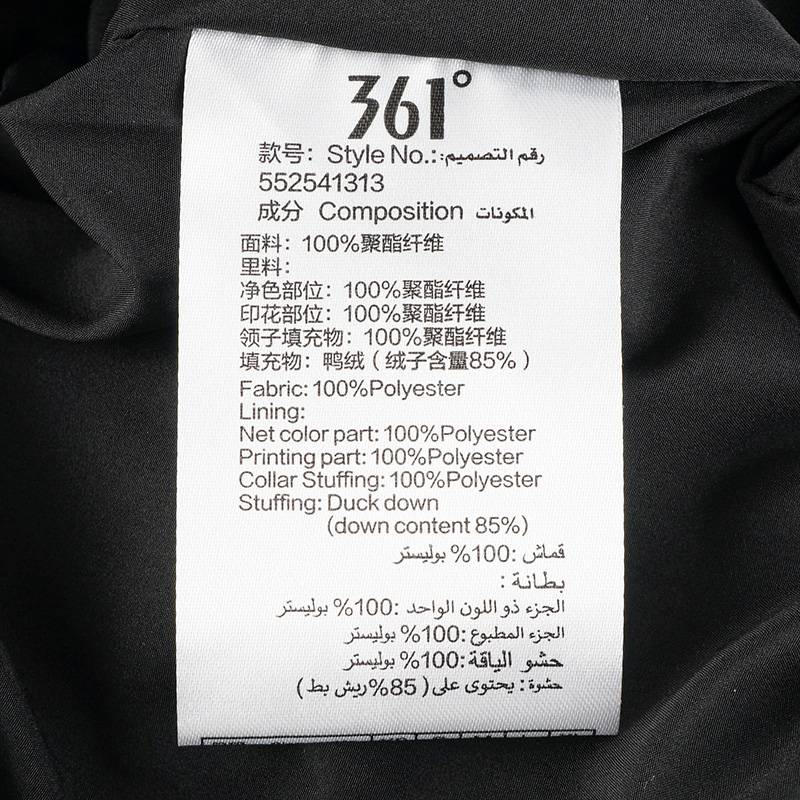 361°
款号：Style No.:رقم التصميم:
552541313
成分 Composition المكونات
面料：100%聚酯纤维
里料：
净色部位：100%聚酯纤维
印花部位：100%聚酯纤维
领子填充物：100%聚酯纤维
填充物：鸭绒（绒子含量85%）
Fabric: 100%Polyester
Lining:
Net color part: 100%Polyester
Printing part: 100%Polyester
Collar Stuffing: 100%Polyester
Stuffing: Duck down
(down content 85%)
قماش :100% بوليستر
بطانة :
الجزء ذو اللون الواحد :100% بوليستر
الجزء المطبوع:100% بوليستر
حشو الياقة:100% بوليستر
حشوة: يحتوى على( 85%ريش بط )